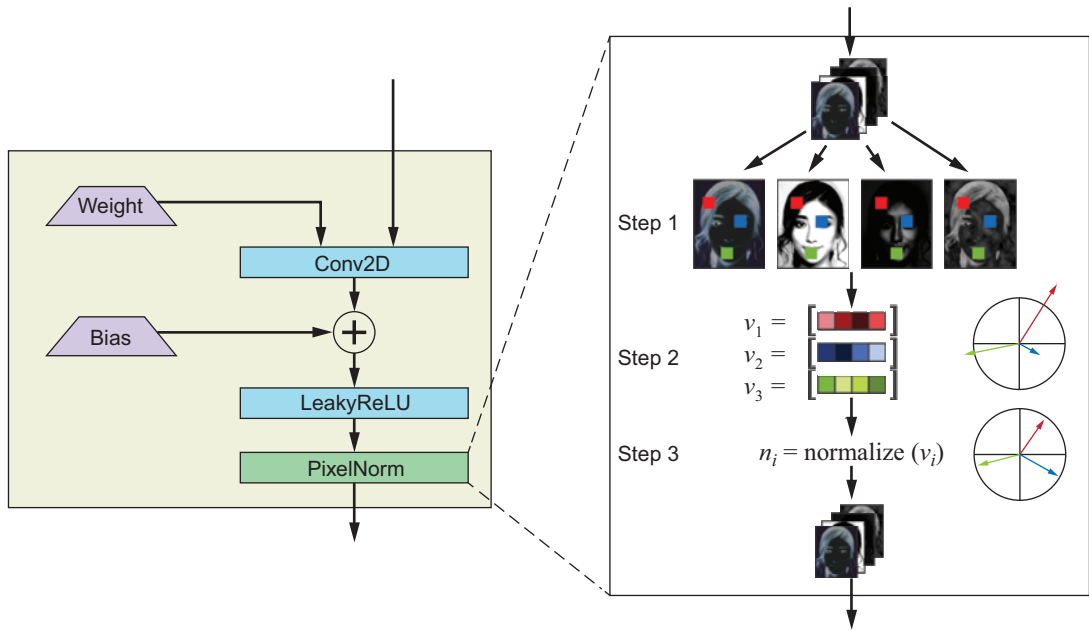 Weight
Conv2D
Bias
+
LeakyReLU
PixelNorm
Step 1
v₁ =
Step 2
v₂ =
v₃ =
Step 3
nᵢ = normalize (vᵢ)